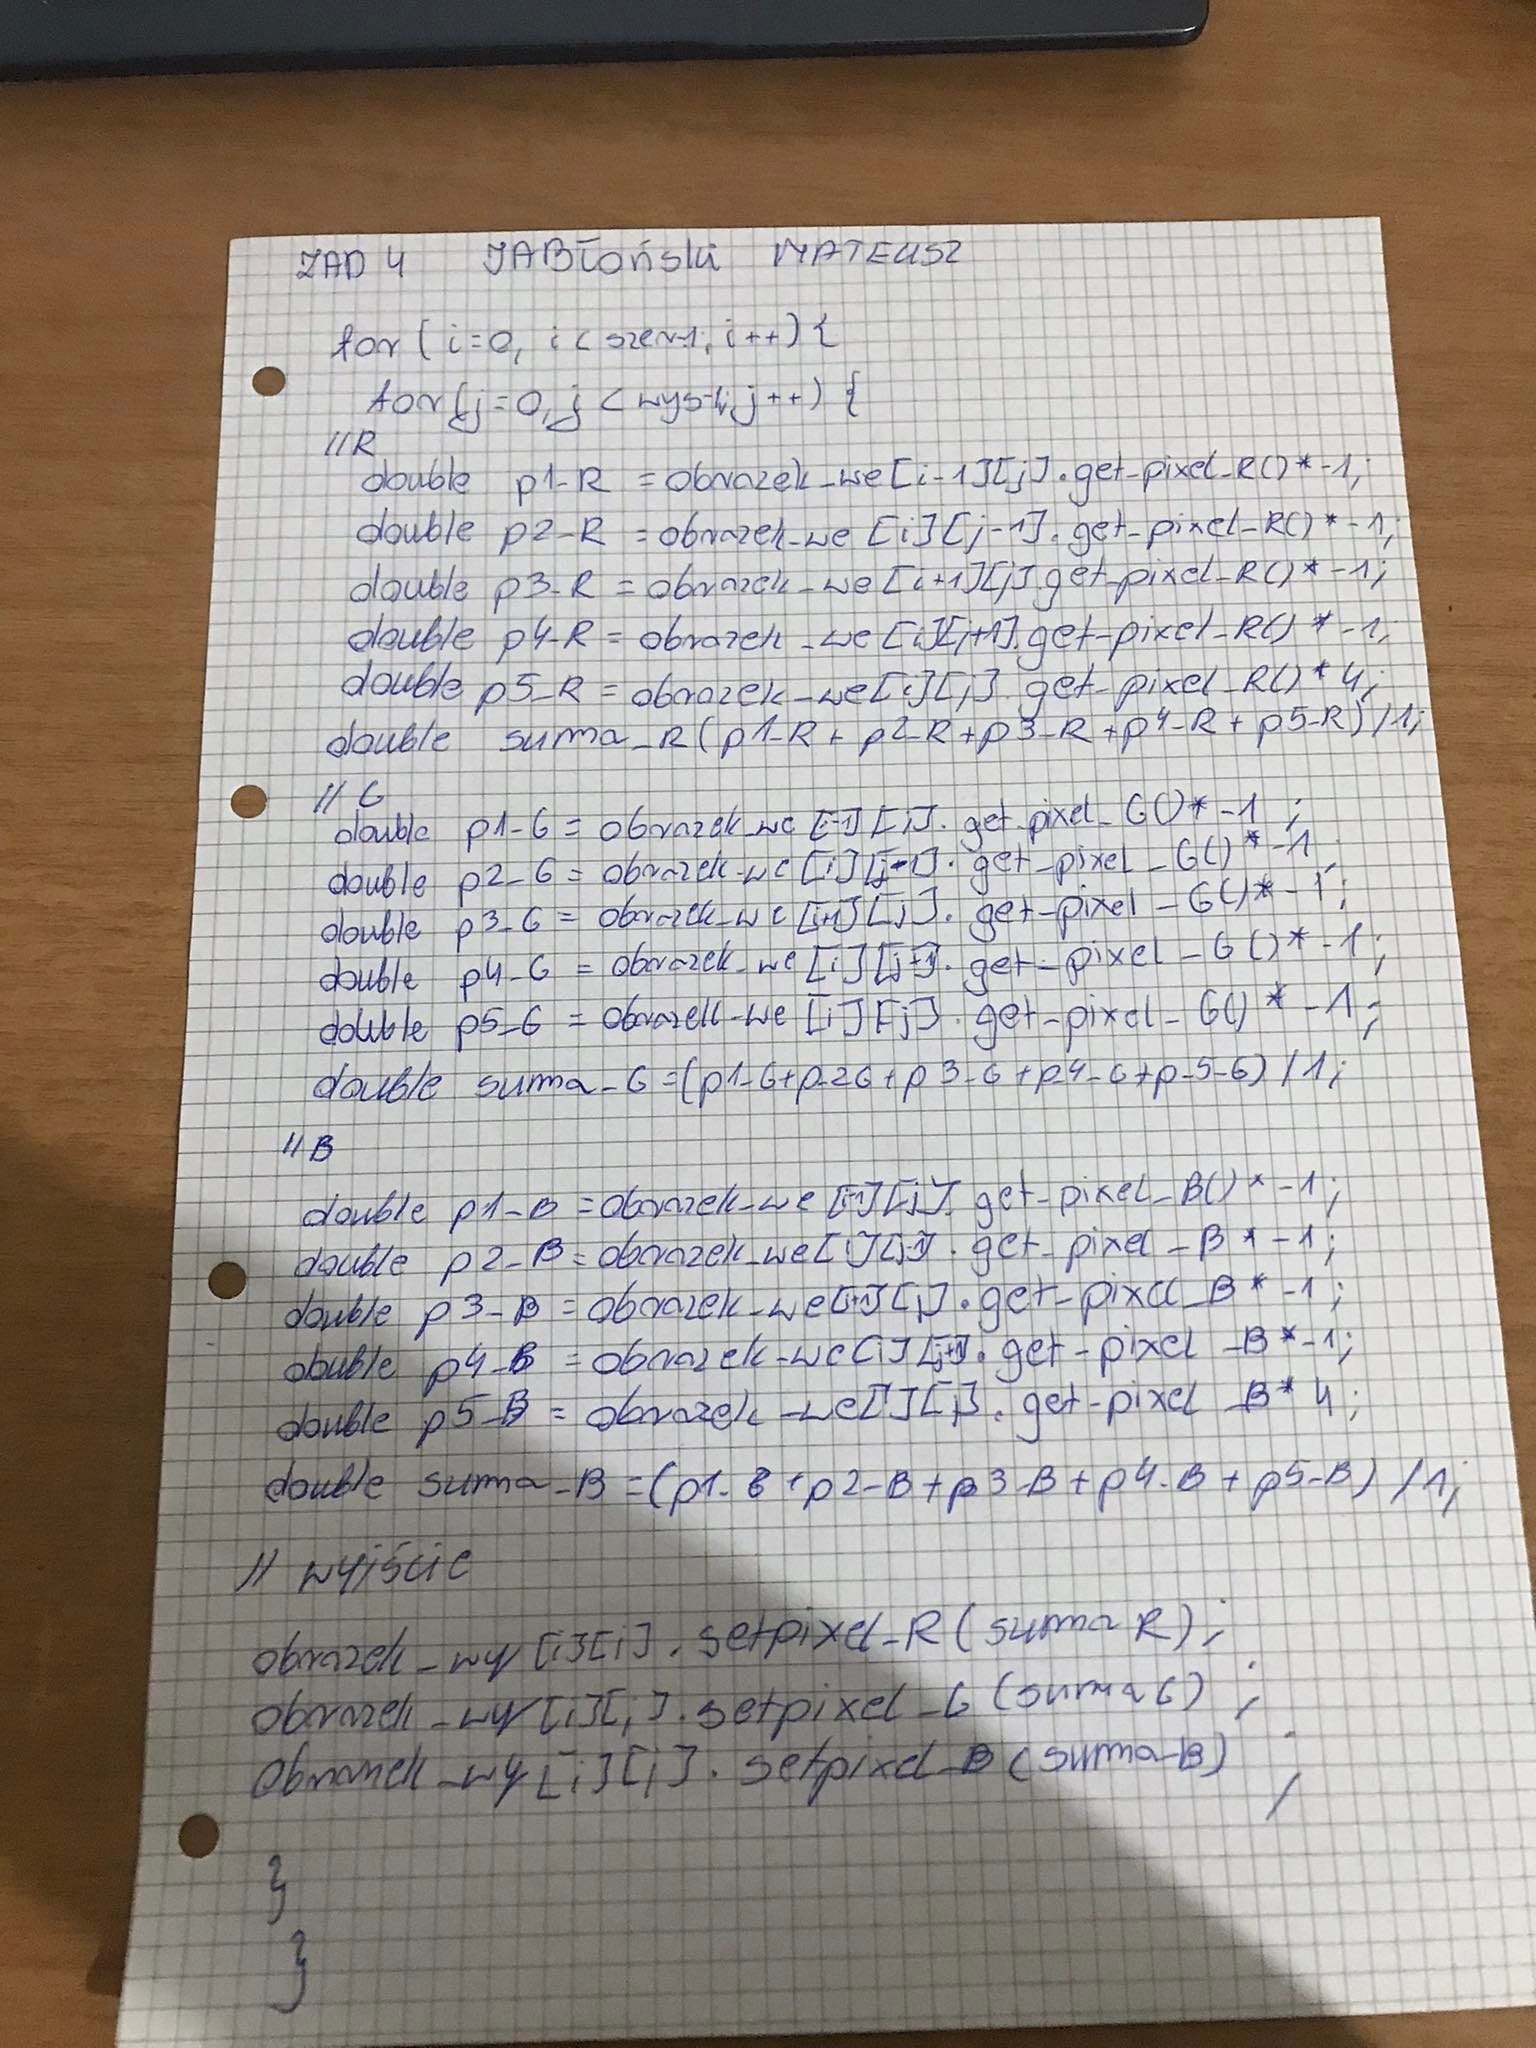 ZAD 4 JABŁOński MATEUSZ
for (i=0, i < szer-1, i++) {
for (j=0, j < wys-1, j++) {
//R
double p1-R = obrazek-we[i-1][j].get-pixel-R()*-1;
double p2-R = obrazek-we [i][j-1].get-pixel-R()*-1;
double p3-R = obrazek-we[i+1][j].get-pixel-R()*-1;
double p4-R = obrazek-we[i][j+1].get-pixel-R()*-1;
double p5-R = obrazek-we[i][j].get-pixel-R()*4;
double suma-R(p1-R + p2-R+p3-R+p4-R + p5-R)/1;
//G
double p1-G = obrazek-we [i-1][j]. get-pixel-G()*-1 ;
double p2-G = obrazek-we [i][j-1]. get-pixel-G()*-1 ;
double p3-G = obrazek-we [i+1][j]. get-pixel-G()*-1;
double p4-G = obrazek-we [i][j+1]. get-pixel-G()*-1;
double p5-G = obrazek-we [i][j]. get-pixel-G()*-1;
double suma-G=(p1-G+p-2G+p3-G+p4-G+p-5-G)/1;
//B
double p1-B = obrazek-we [i-1][j]. get-pixel-B()*-1;
double p2-B = obrazek-we[i][j-1]. get-pixel-B*-1;
double p3-B = obrazek-we[i+1][j]. get-pixel-B*-1;
double p4-B = obrazek-we[i][j+1]. get-pixel-B*-1;
double p5-B = obrazek-we[i][j]. get-pixel-B*4;
double suma-B=(p1-B+p2-B+p3-B+p4-B+p5-B)/1;
// wyjście
obrazek-wy[i][j].setpixel-R(suma R);
obrazek-wy[i][j].setpixel-G(suma G);
obrazek-wy[i][j].setpixel-B(suma-B) ;
}
}